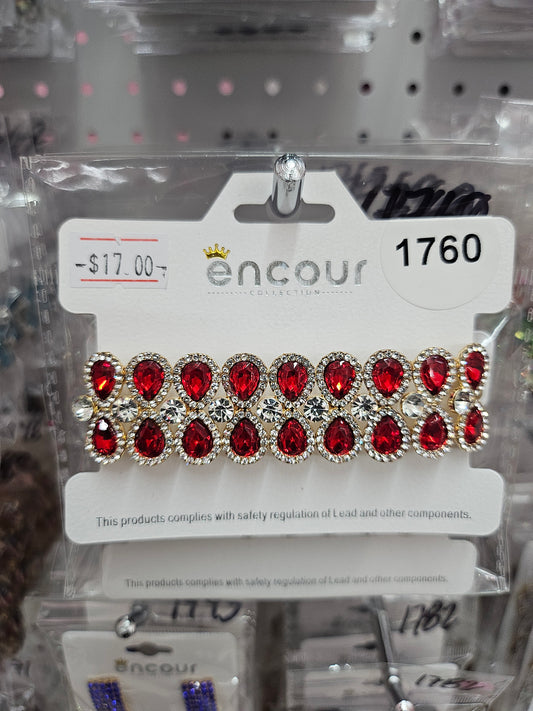 -$17.00-
encour
COLLECTION
1760
This products complies with safety regulation of Lead and other components.
This products complies with safety regulation of Lead and other components.
1782
encour